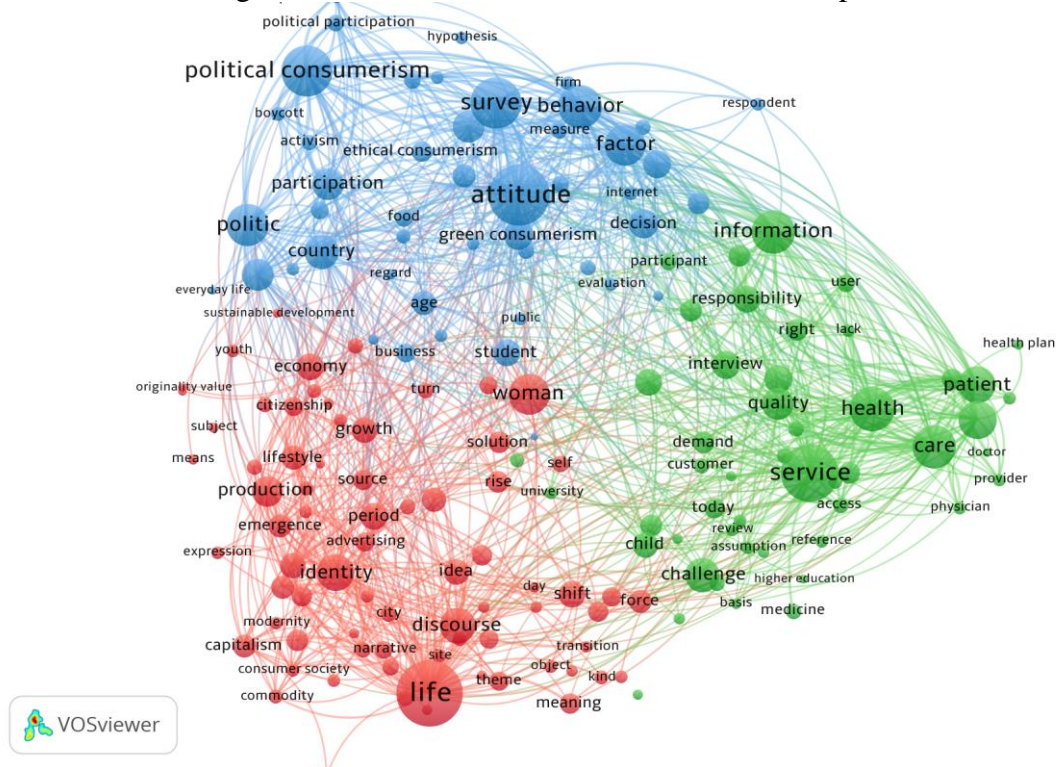 political participation
hypothesis
political consumerism
firm
survey
behavior
respondent
boycott
measure
activism
factor
ethical consumerism
participation
attitude
internet
food
politic
decision
information
green consumerism
country
participant
regard
evaluation
user
everyday life
responsibility
sustainable development
age
public
right
lack
youth
business
student
health plan
economy
interview
patient
originality value
turn
woman
citizenship
quality
health
subject
growth
solution
demand
care
doctor
means
lifestyle
self
customer
service
source
provider
production
rise
university
access
physician
emergence
period
today
review
advertising
reference
expression
child
assumption
identity
idea
challenge
higher education
day
shift
force
basis
medicine
city
modernity
discourse
capitalism
narrative
transition
site
consumer society
object
theme
kind
commodity
life
meaning
VOSviewer